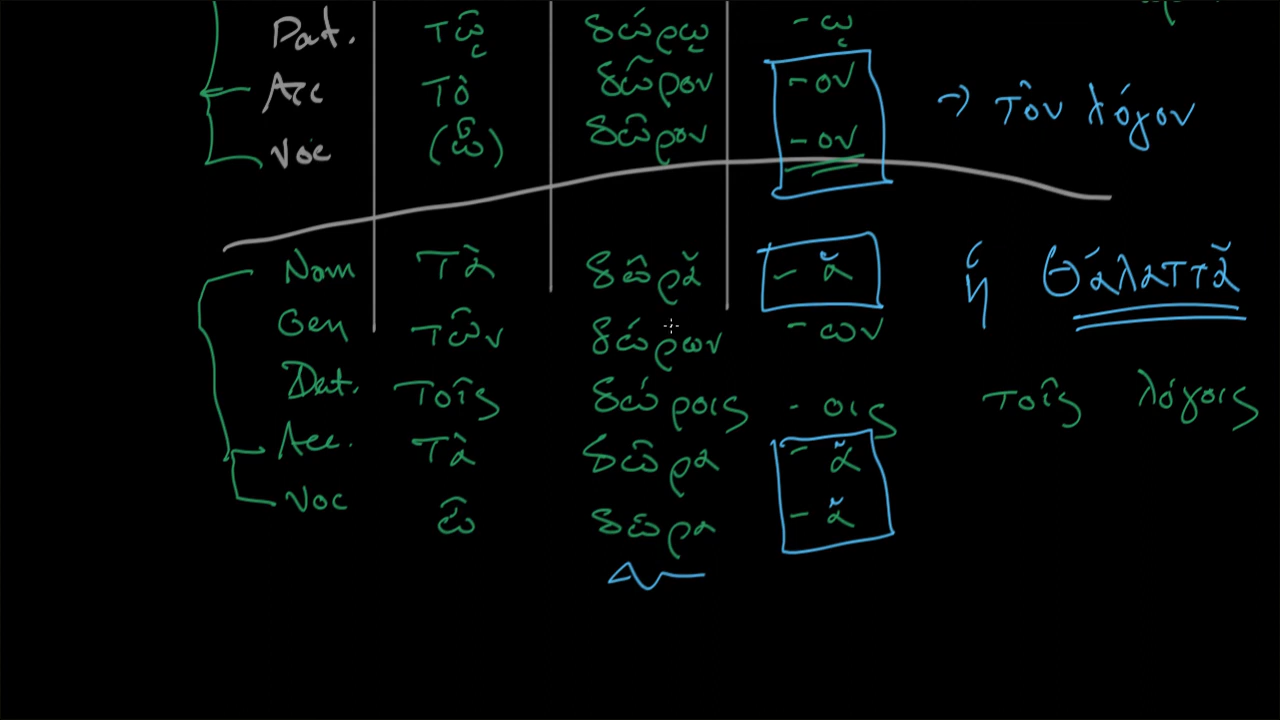 Dat. τῷ δώρῳ -ῳ
Acc τὸ δῶρον -ον → τὸν λόγον
Voc (ὦ) δῶρον -ον
Nom τὰ δῶρᾰ -ᾰ ἡ θάλαττᾰ
Gen τῶν δώρων -ων
Dat. τοῖς δώροις -οις τοῖς λόγοις
Acc. τὰ δῶρα -ᾰ
Voc ὦ δῶρα -ᾰ